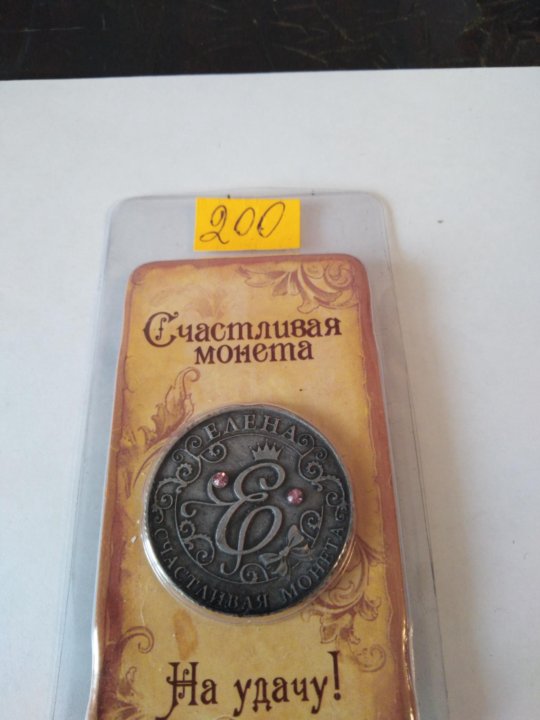 200
Счастливая
монета
ЕЛЕНА
Е
СЧАСТЛИВАЯ МОНЕТА
На удачу!